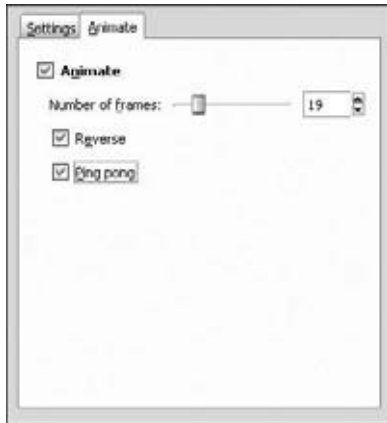 Settings Animate
Animate
Number of frames: 19
Reverse
Ping pong